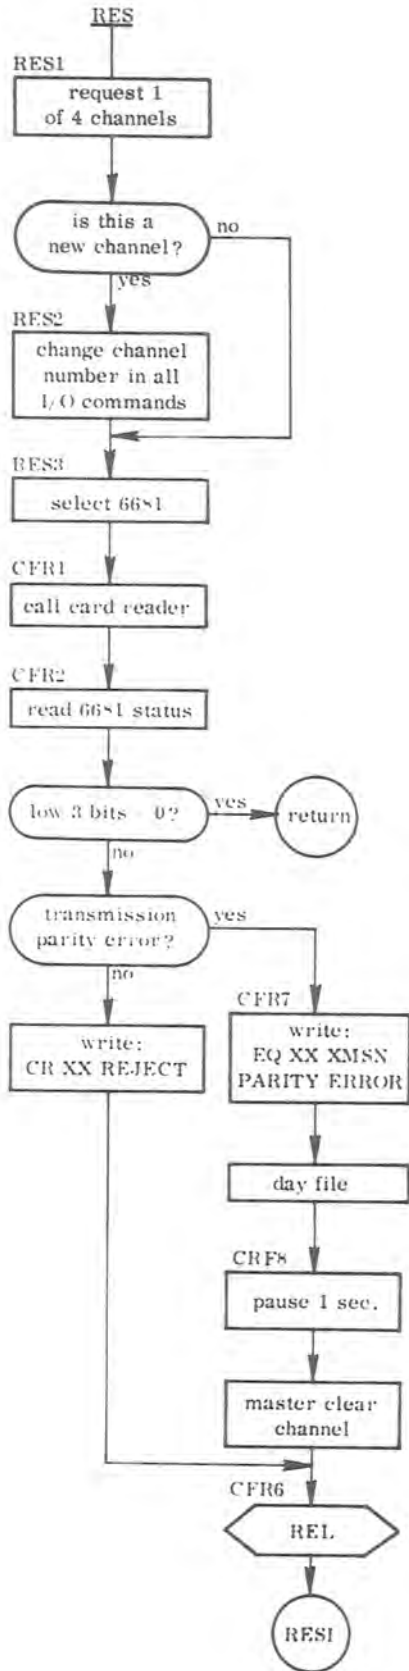 RES
RES1
request 1
of 4 channels
is this a
new channel?
no
yes
RES2
change channel
number in all
I/O commands
RES3
select 6681
CFR1
call card reader
CFR2
read 6681 status
low 3 bits = 0?
yes
return
no
transmission
parity error?
yes
no
CFR7
write:
CR XX REJECT
write:
EQ XX XMSN
PARITY ERROR
day file
CRF8
pause 1 sec.
master clear
channel
CFR6
REL
RES1